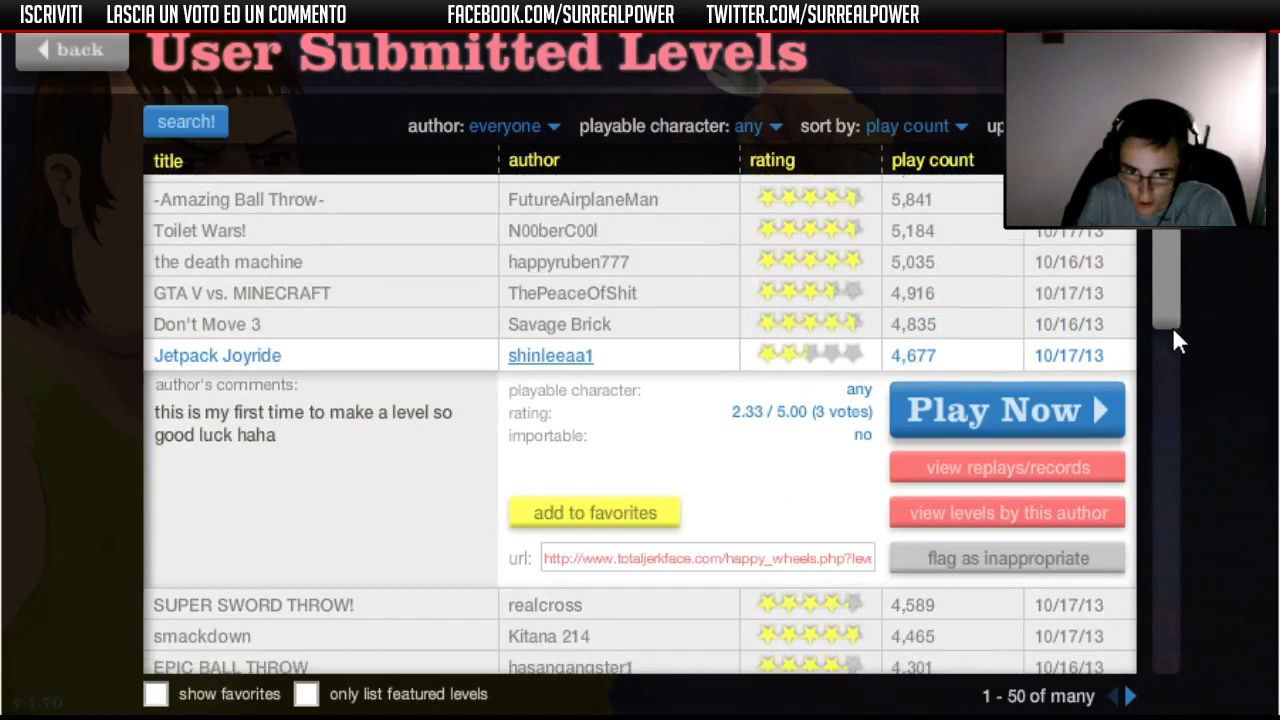 ISCRIVITI LASCIA UN VOTO ED UN COMMENTO FACEBOOK.COM/SURREALPOWER TWITTER.COM/SURREALPOWER
back User Submitted Levels
search! author: everyone playable character: any sort by: play count up
title author rating play count
-Amazing Ball Throw- FutureAirplaneMan 5,841
Toilet Wars! N00berC00l 5,184 10/17/13
the death machine happyruben777 5,035 10/16/13
GTA V vs. MINECRAFT ThePeaceOfShit 4,916 10/17/13
Don't Move 3 Savage Brick 4,835 10/16/13
Jetpack Joyride shinleeaa1 4,677 10/17/13
author's comments:
this is my first time to make a level so
good luck haha
playable character: any
rating: 2.33 / 5.00 (3 votes)
importable: no
add to favorites
url: http://www.totaljerkface.com/happy_wheels.php?leve
Play Now
view replays/records
view levels by this author
flag as inappropriate
SUPER SWORD THROW! realcross 4,589 10/17/13
smackdown Kitana 214 4,465 10/17/13
EPIC BALL THROW hasangangster1 4,301 10/16/13
show favorites only list featured levels 1 - 50 of many
v 1.70